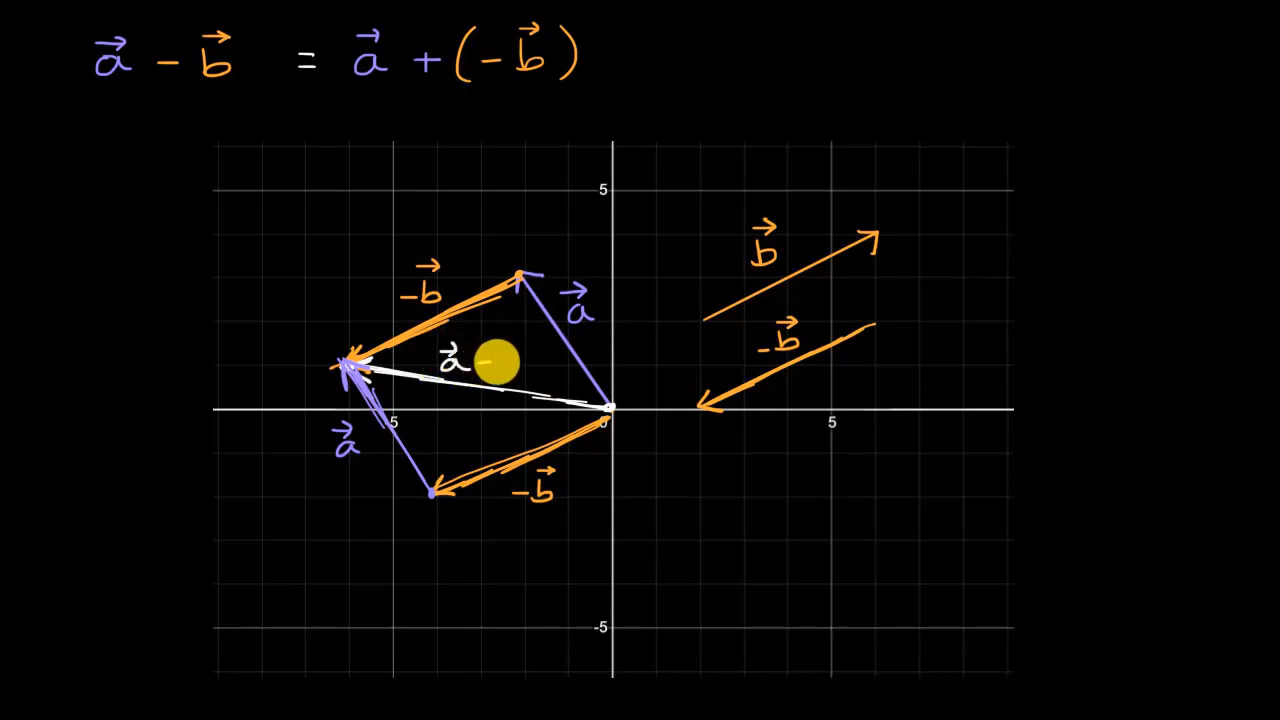 a⃗ - b⃗ = a⃗ + (-b⃗)
5
b⃗
-b⃗
a⃗
-b⃗
a⃗ -
5
0
5
a⃗
-b⃗
-5